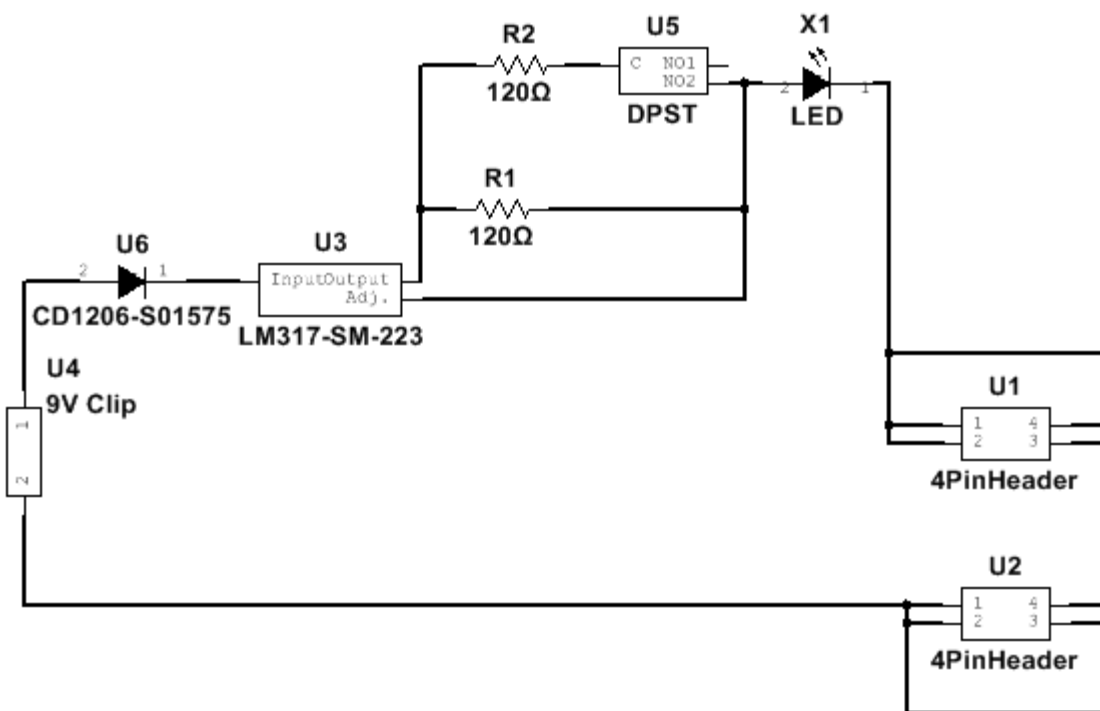 R2
120Ω
U5
C NO1
NO2
DPST
X1
2 1
LED
R1
120Ω
U6
2 1
CD1206-S01575
U3
InputOutput
Adj.
LM317-SM-223
U4
9V Clip
1
2
U1
1 4
2 3
4PinHeader
U2
1 4
2 3
4PinHeader